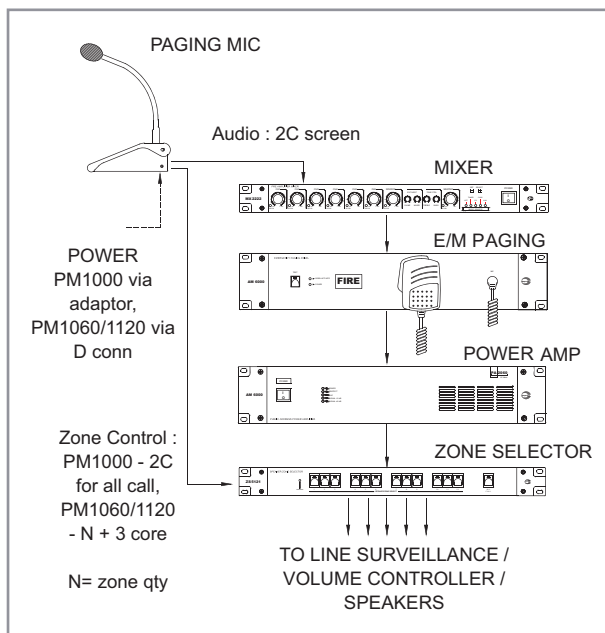 PAGING MIC
Audio : 2C screen
MIXER
E/M PAGING
FIRE
POWER
PM1000 via
adaptor,
PM1060/1120 via
D conn
POWER AMP
Zone Control :
PM1000 - 2C
for all call,
PM1060/1120
- N + 3 core
N= zone qty
ZONE SELECTOR
TO LINE SURVEILLANCE /
VOLUME CONTROLLER /
SPEAKERS